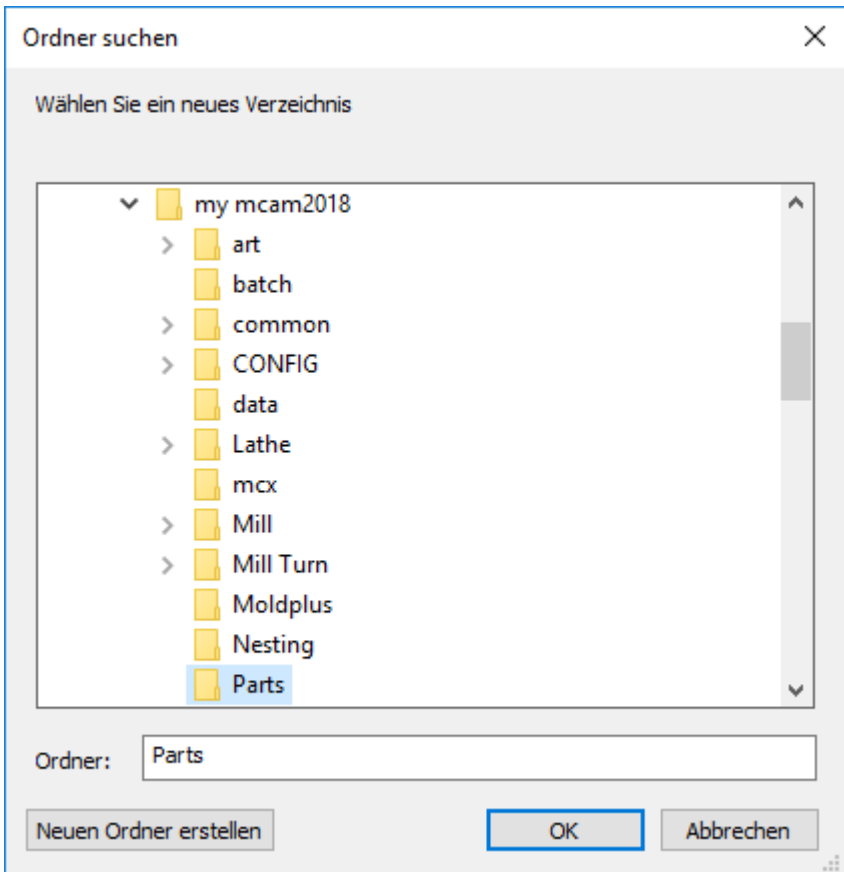 Ordner suchen
Wählen Sie ein neues Verzeichnis
my mcam2018
art
batch
common
CONFIG
data
Lathe
mcx
Mill
Mill Turn
Moldplus
Nesting
Parts
Ordner: Parts
Neuen Ordner erstellen OK Abbrechen